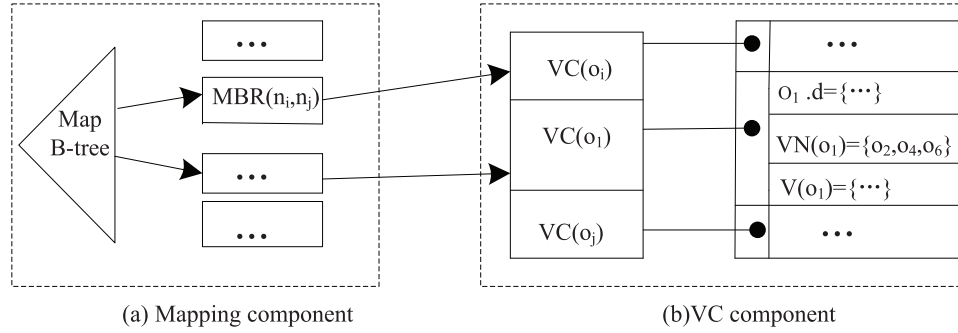 •••
MBR(nᵢ,nⱼ)
Map
B-tree
•••
•••
VC(oᵢ)
VC(o₁)
VC(oⱼ)
•••
O₁ .d={···}
VN(o₁)={o₂,o₄,o₆}
V(o₁)={···}
•••
(a) Mapping component
(b)VC component